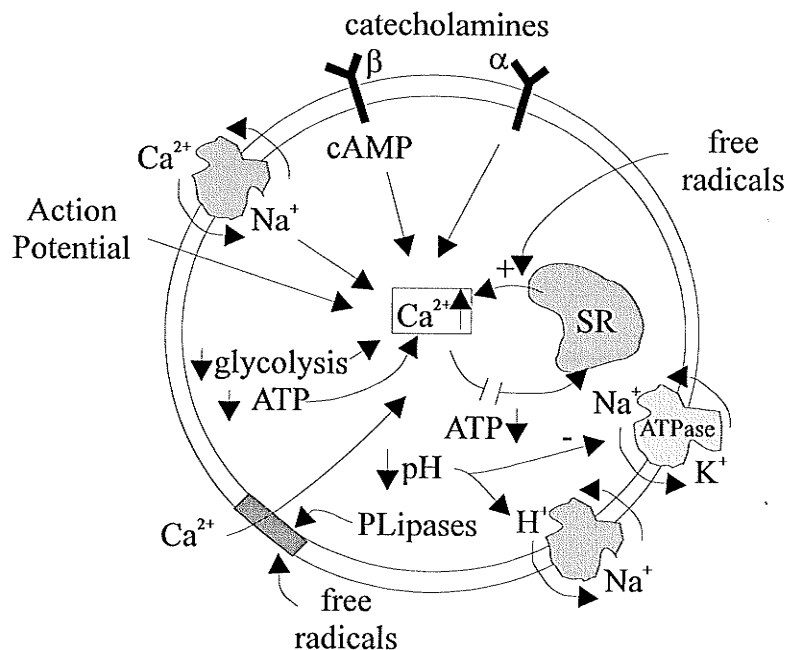 catecholamines
β
α
Ca²⁺
cAMP
free
radicals
Na⁺
Action
Potential
+
Ca²⁺
SR
glycolysis
ATP
Na⁺
ATPase
ATP
-
K⁺
pH
H⁺
Ca²⁺
PLipases
Na⁺
free
radicals